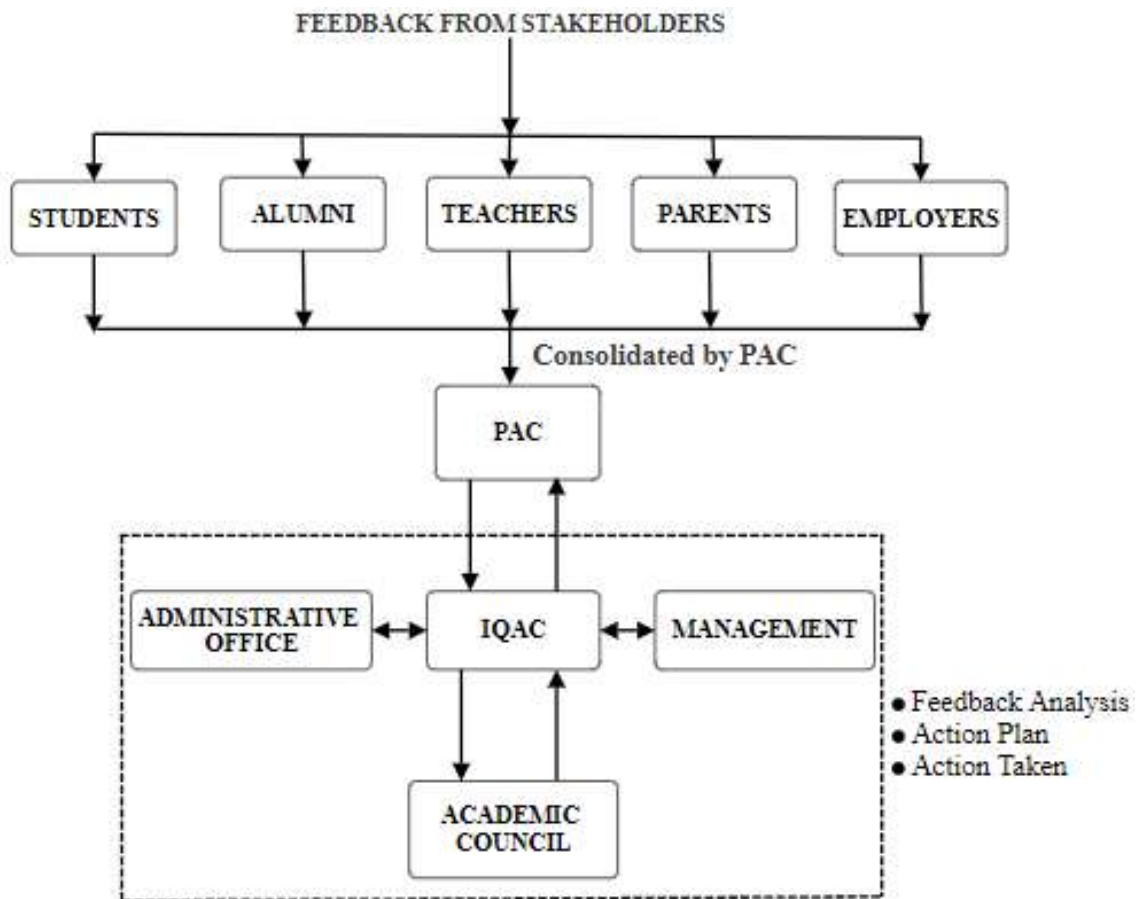 FEEDBACK FROM STAKEHOLDERS
STUDENTS
ALUMNI
TEACHERS
PARENTS
EMPLOYERS
Consolidated by PAC
PAC
ADMINISTRATIVE
OFFICE
IQAC
MANAGEMENT
● Feedback Analysis
● Action Plan
● Action Taken
ACADEMIC
COUNCIL